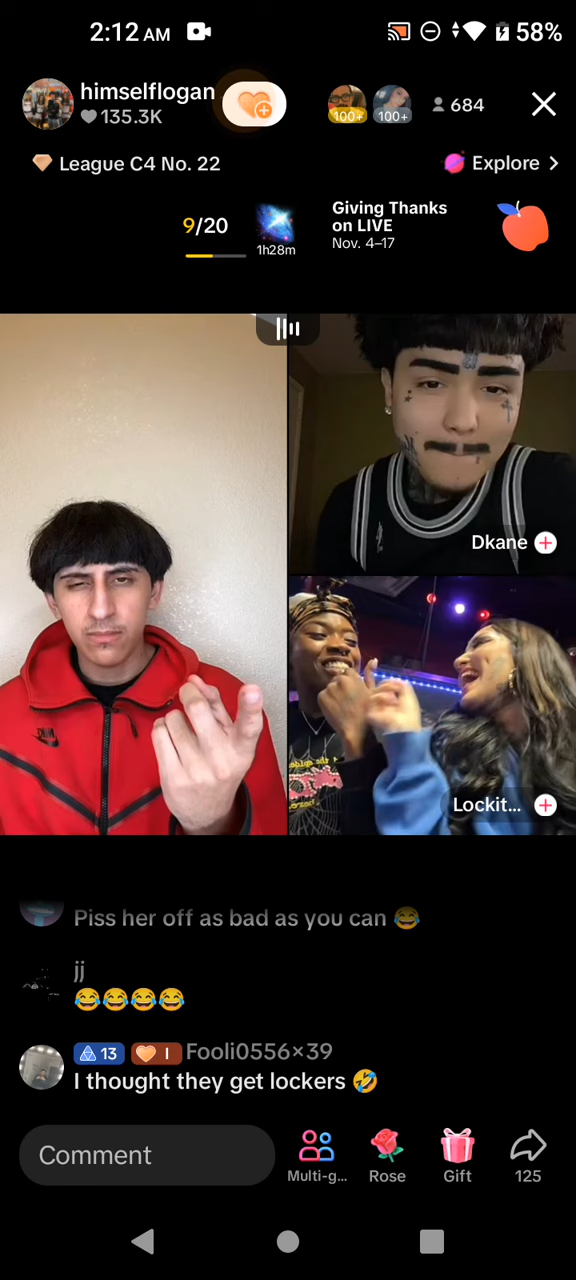 2:12 AM
58%
himselflogan
135.3K
100+
100+
684
League C4 No. 22
Explore >
9/20
1h28m
Giving Thanks
on LIVE
Nov. 4–17
Dkane
Lockit...
Piss her off as bad as you can 😂
jj
😂😂😂😂
13
I
Fooli0556×39
I thought they get lockers 🤣
Comment
Multi-g...
Rose
Gift
125